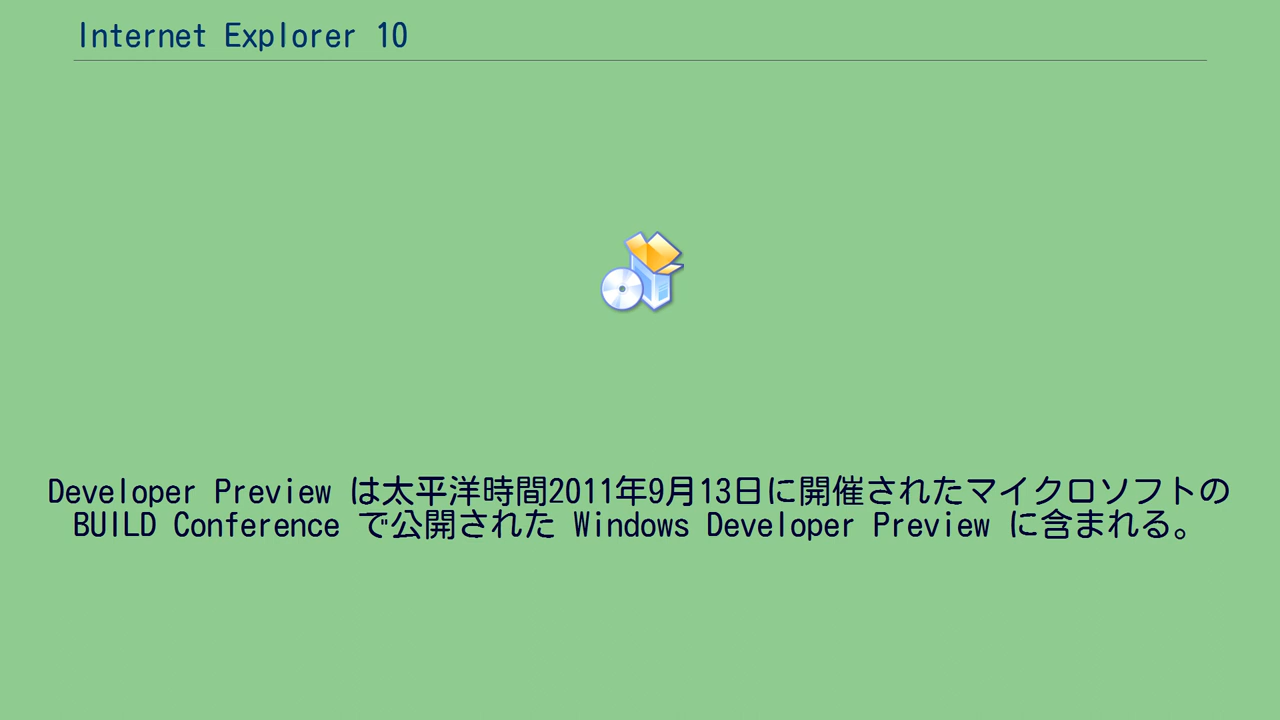 Internet Explorer 10
Developer Preview は太平洋時間2011年9月13日に開催されたマイクロソフトの
BUILD Conference で公開された Windows Developer Preview に含まれる。